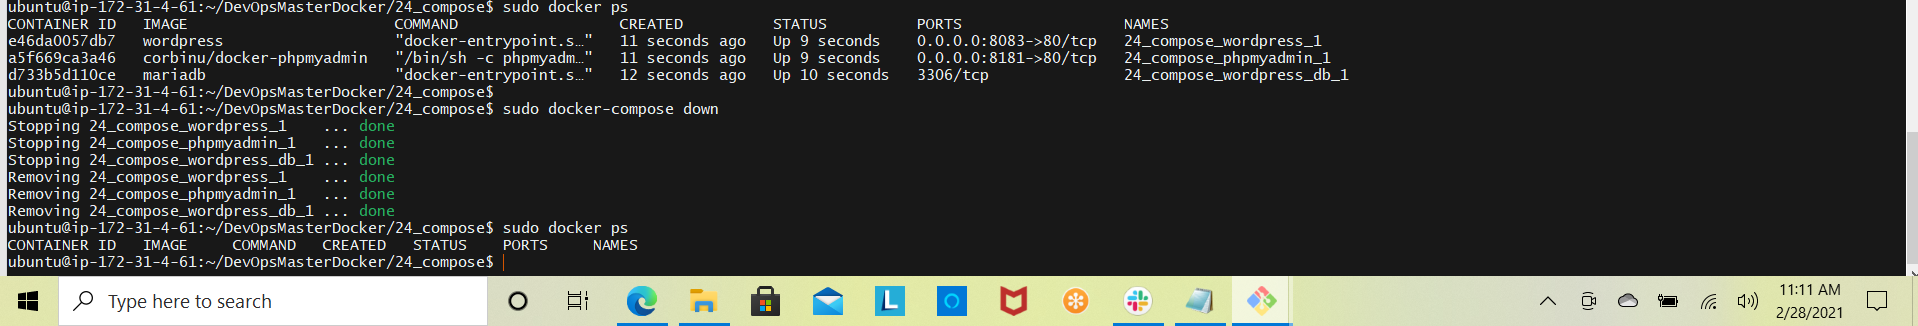 ubuntu@ip-172-31-4-61:~/DevOpsMasterDocker/24_compose$ sudo docker ps
CONTAINER ID   IMAGE                       COMMAND                  CREATED          STATUS          PORTS                  NAMES
e46da0057db7   wordpress                   "docker-entrypoint.s…"   11 seconds ago   Up 9 seconds    0.0.0.0:8083->80/tcp   24_compose_wordpress_1
a5f669ca3a46   corbinu/docker-phpmyadmin   "/bin/sh -c phpmyadm…"   11 seconds ago   Up 9 seconds    0.0.0.0:8181->80/tcp   24_compose_phpmyadmin_1
d733b5d110ce   mariadb                     "docker-entrypoint.s…"   12 seconds ago   Up 10 seconds   3306/tcp               24_compose_wordpress_db_1
ubuntu@ip-172-31-4-61:~/DevOpsMasterDocker/24_compose$
ubuntu@ip-172-31-4-61:~/DevOpsMasterDocker/24_compose$ sudo docker-compose down
Stopping 24_compose_wordpress_1    ... done
Stopping 24_compose_phpmyadmin_1   ... done
Stopping 24_compose_wordpress_db_1 ... done
Removing 24_compose_wordpress_1    ... done
Removing 24_compose_phpmyadmin_1   ... done
Removing 24_compose_wordpress_db_1 ... done
ubuntu@ip-172-31-4-61:~/DevOpsMasterDocker/24_compose$ sudo docker ps
CONTAINER ID   IMAGE     COMMAND   CREATED   STATUS    PORTS     NAMES
ubuntu@ip-172-31-4-61:~/DevOpsMasterDocker/24_compose$
Type here to search
L
11:11 AM
2/28/2021